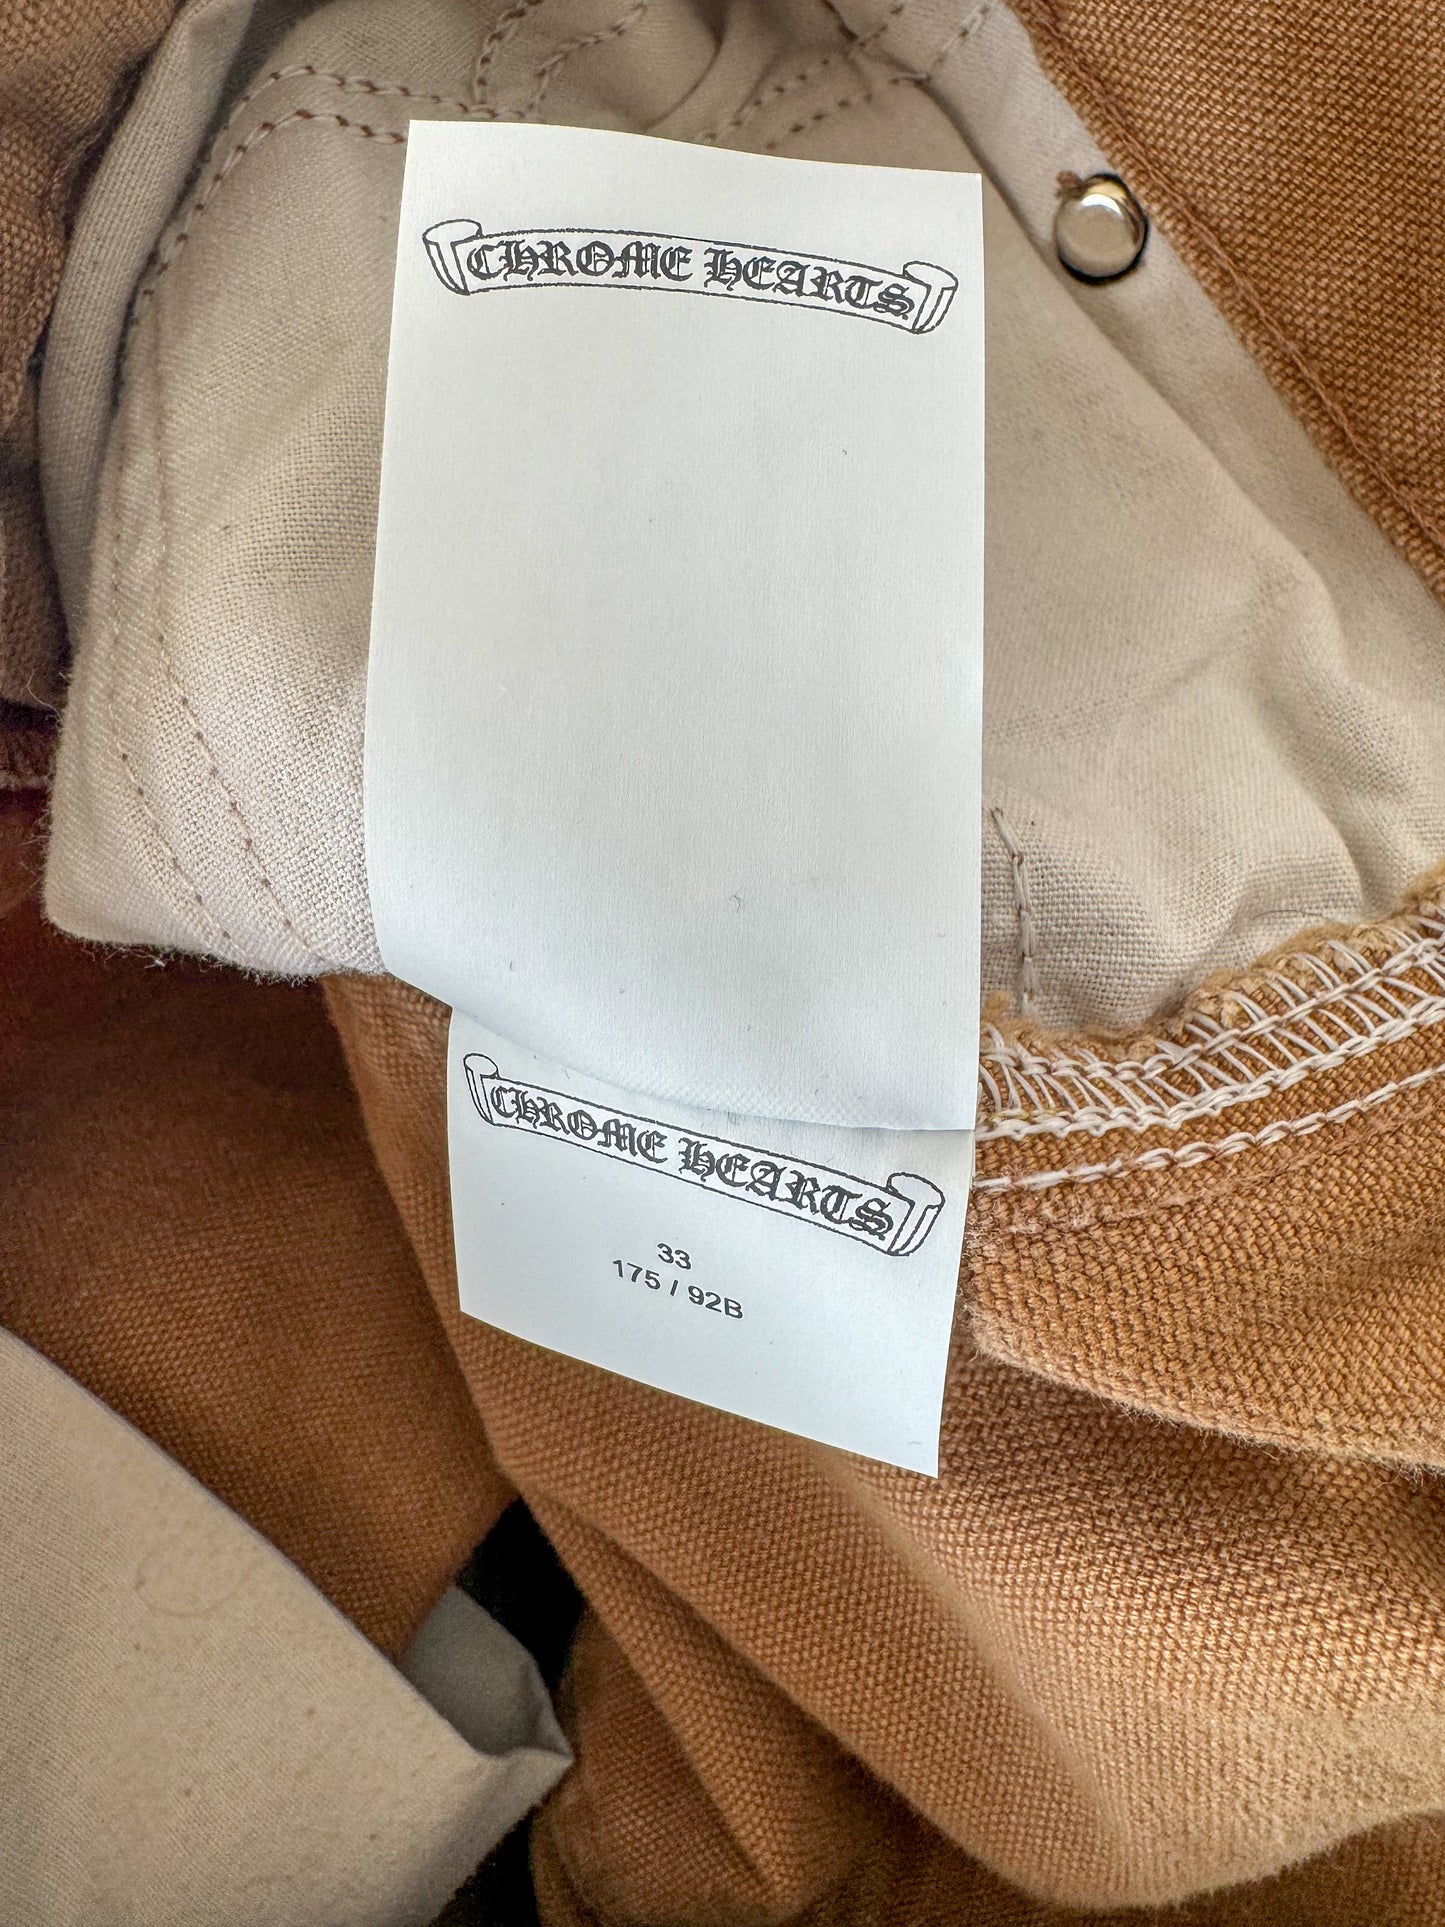 CHROME HEARTS
CHROME HEARTS
33
175 / 92B